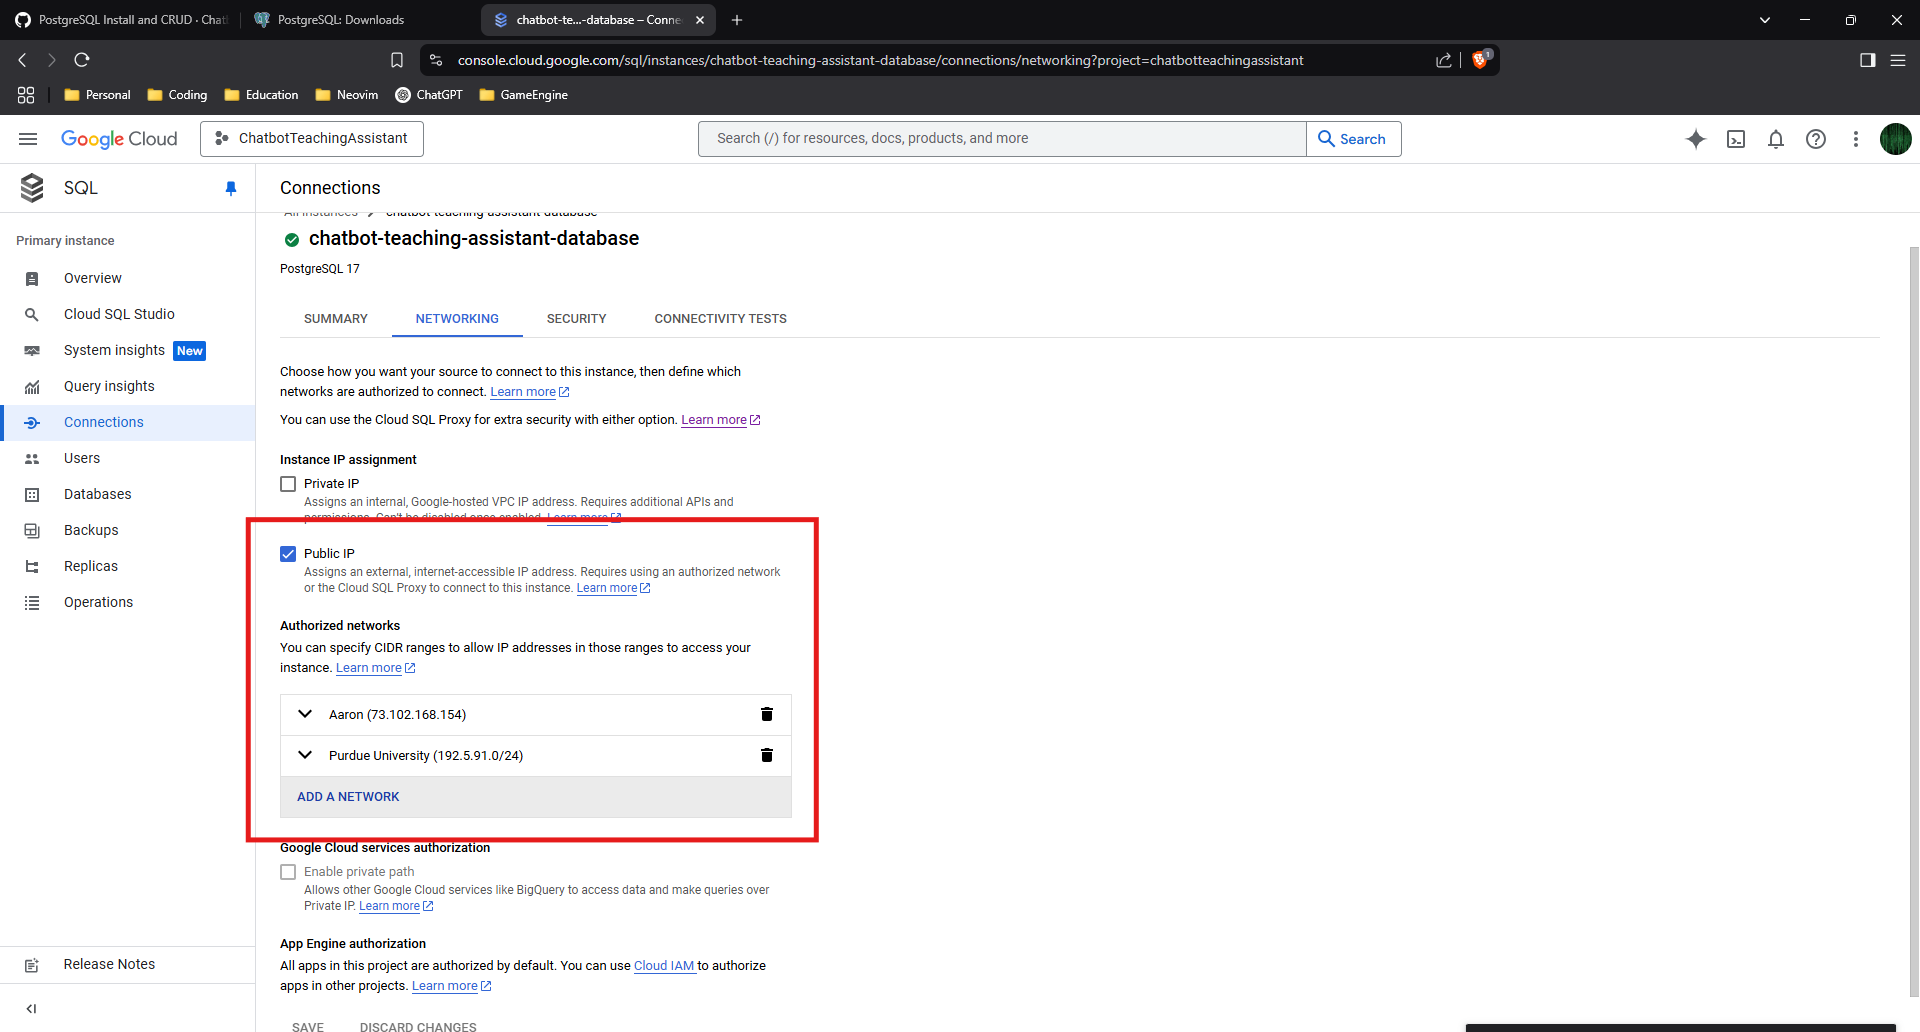 PostgreSQL Install and CRUD · Chat
PostgreSQL: Downloads
chatbot-te...-database – Conne
console.cloud.google.com/sql/instances/chatbot-teaching-assistant-database/connections/networking?project=chatbotteachingassistant
1
Personal
Coding
Education
Neovim
ChatGPT
GameEngine
Google Cloud
ChatbotTeachingAssistant
Search (/) for resources, docs, products, and more
Search
SQL
Primary instance
Overview
Cloud SQL Studio
System insights New
Query insights
Connections
Users
Databases
Backups
Replicas
Operations
Release Notes
Connections
All instances chatbot-teaching-assistant-database
chatbot-teaching-assistant-database
PostgreSQL 17
SUMMARY
NETWORKING
SECURITY
CONNECTIVITY TESTS
Choose how you want your source to connect to this instance, then define which
networks are authorized to connect. Learn more
You can use the Cloud SQL Proxy for extra security with either option. Learn more
Instance IP assignment
Private IP
Assigns an internal, Google-hosted VPC IP address. Requires additional APIs and
permissions. Can't be disabled once enabled. Learn more
Public IP
Assigns an external, internet-accessible IP address. Requires using an authorized network
or the Cloud SQL Proxy to connect to this instance. Learn more
Authorized networks
You can specify CIDR ranges to allow IP addresses in those ranges to access your
instance. Learn more
Aaron (73.102.168.154)
Purdue University (192.5.91.0/24)
ADD A NETWORK
Google Cloud services authorization
Enable private path
Allows other Google Cloud services like BigQuery to access data and make queries over
Private IP. Learn more
App Engine authorization
All apps in this project are authorized by default. You can use Cloud IAM to authorize
apps in other projects. Learn more
SAVE
DISCARD CHANGES